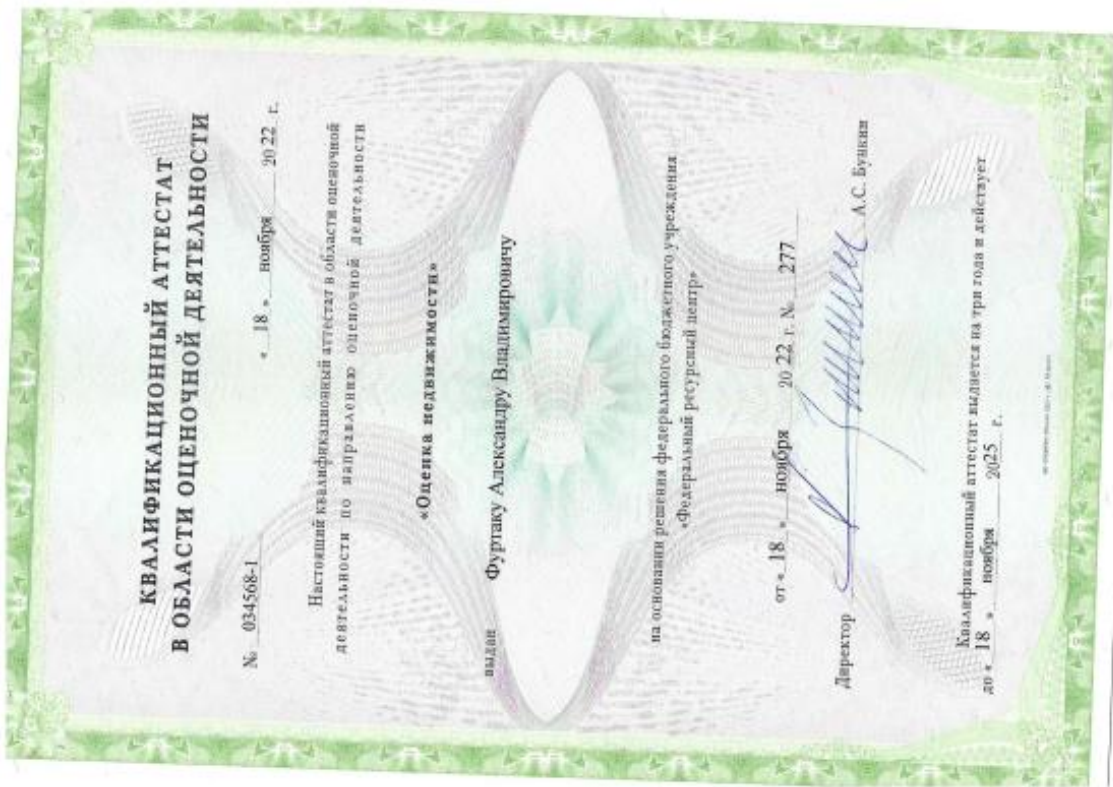 КВАЛИФИКАЦИОННЫЙ АТТЕСТАТ
В ОБЛАСТИ ОЦЕНОЧНОЙ ДЕЯТЕЛЬНОСТИ
№ 034568-1 « 18 » ноября 20 22 г.
Настоящий квалификационный аттестат в области оценочной
деятельности по направлению оценочной деятельности
«Оценка недвижимости»
выдан Фуртаку Александру Владимировичу
на основании решения федерального бюджетного учреждения
«Федеральный ресурсный центр»
от « 18 » ноября 20 22 г. № 277
Директор А.С. Бункин
Квалификационный аттестат выдается на три года и действует
до « 18 » ноября 2025 г.